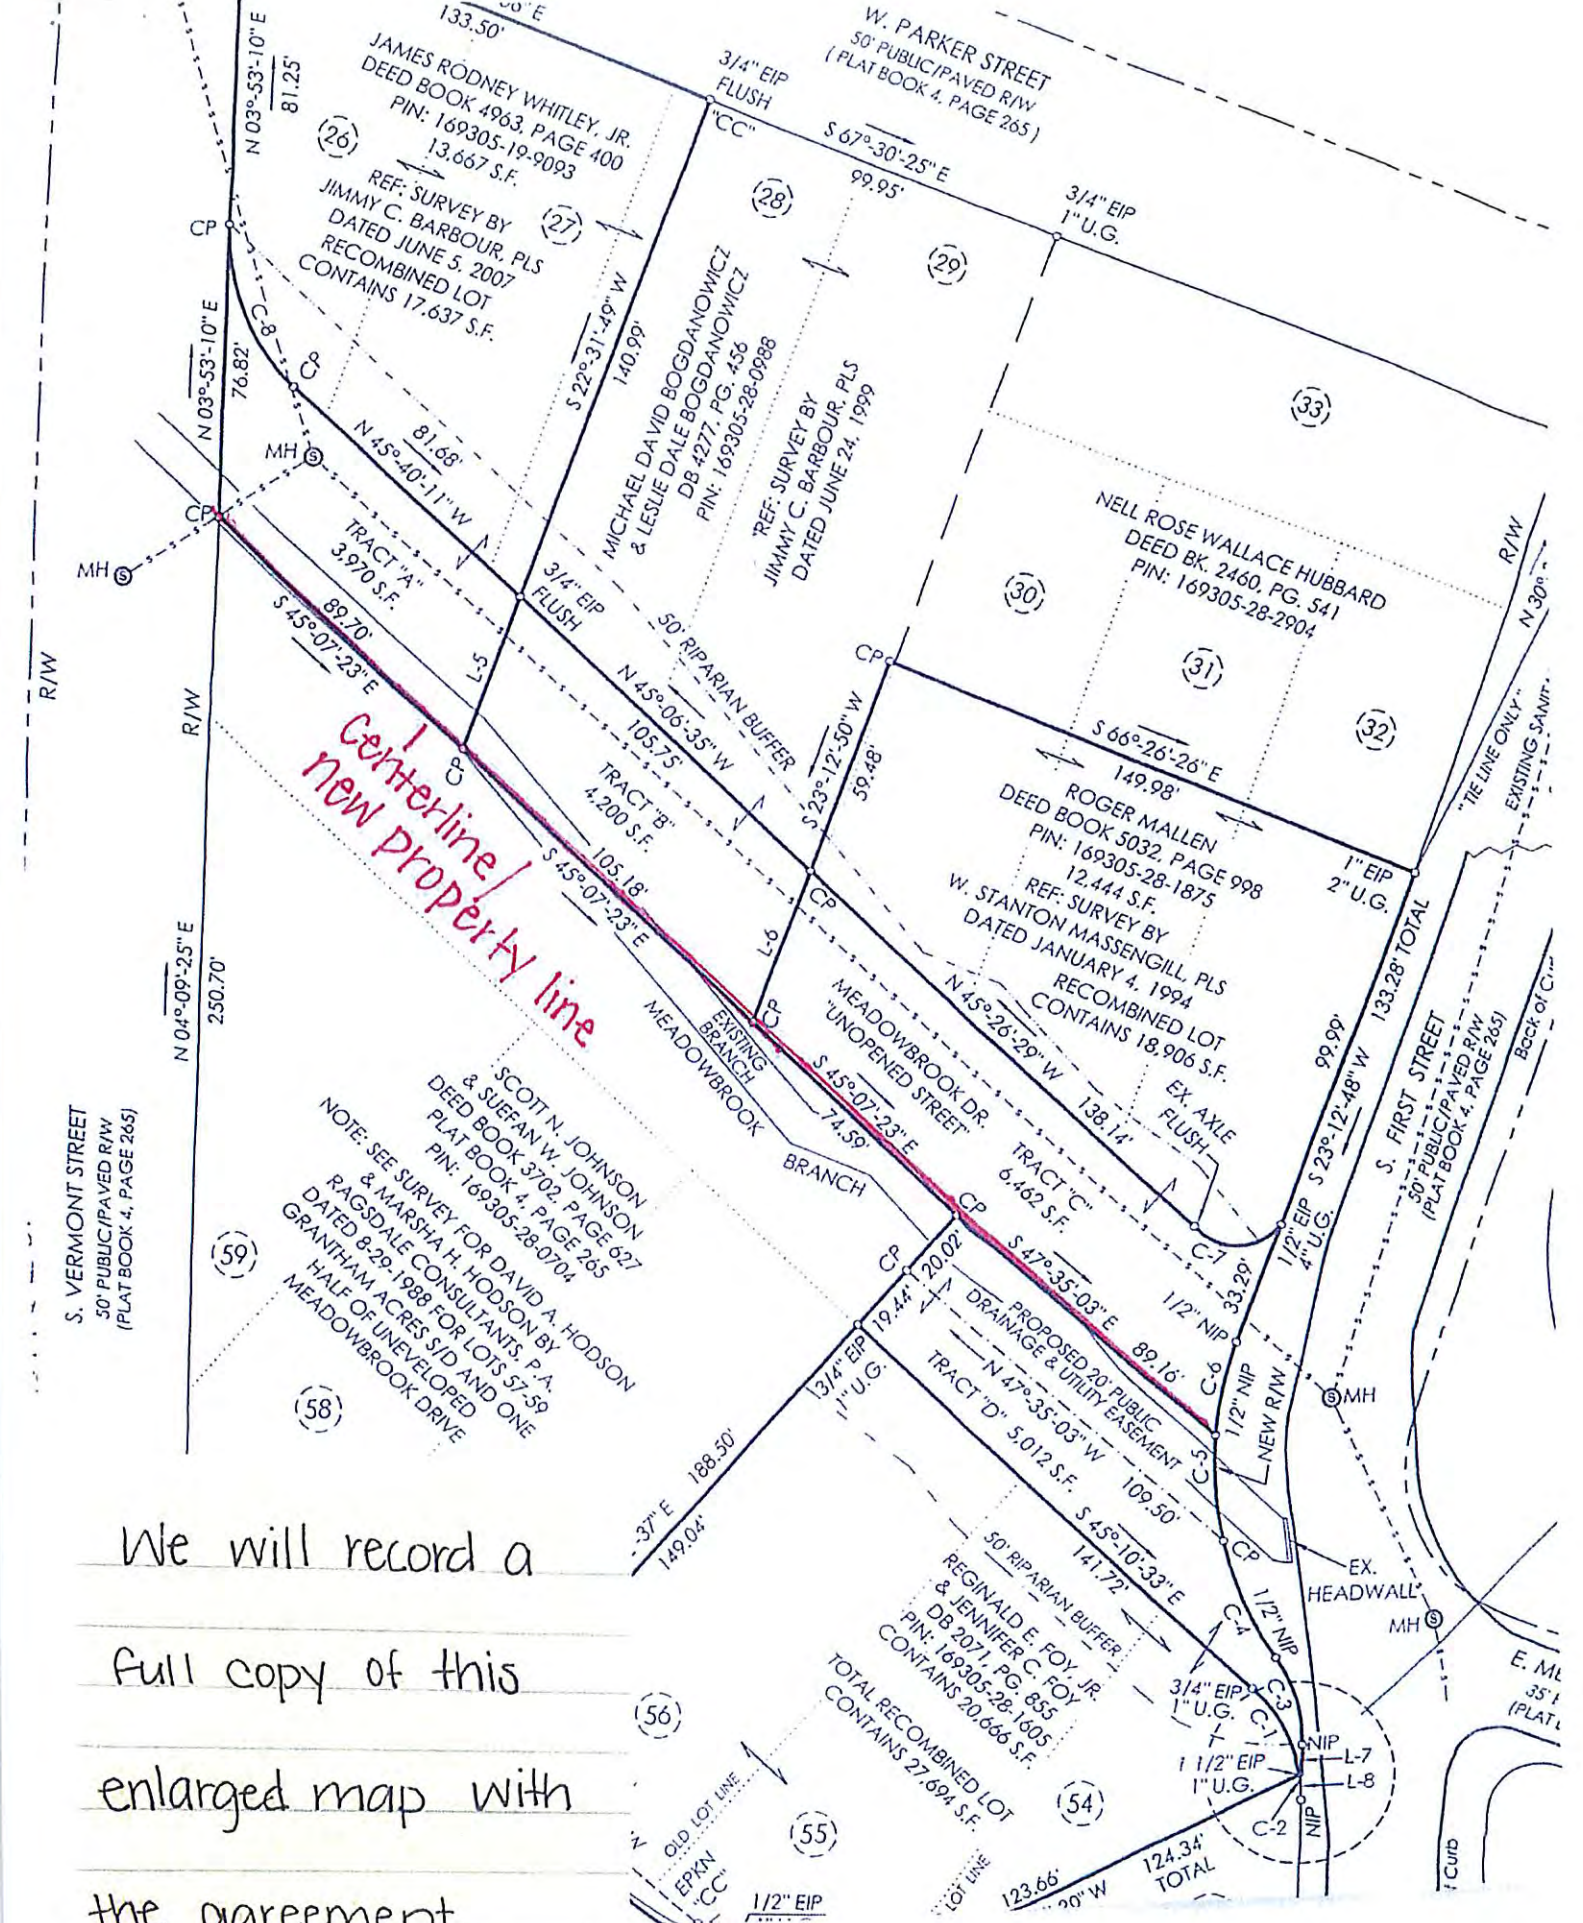 133.50'
N 03°-53'-10" E
81.25'
JAMES RODNEY WHITLEY, JR.
DEED BOOK 4963, PAGE 400
PIN: 169305-19-9093
13,667 S.F.
REF: SURVEY BY
JIMMY C. BARBOUR, PLS
DATED JUNE 5, 2007
RECOMBINED LOT
CONTAINS 17,637 S.F.
26
27
3/4" EIP
FLUSH
"CC"
W. PARKER STREET
50' PUBLIC/PAVED R/W
( PLAT BOOK 4, PAGE 265 )
S 67°-30'-25" E
99.95'
3/4" EIP
1" U.G.
28
29
33
CP
C-8
CP
N 03°-53'-10" E
76.82'
S 22°-31'-49" W
140.99'
MICHAEL DAVID BOGDANOWICZ
& LESLIE DALE BOGDANOWICZ
DB 4277, PG. 456
PIN: 169305-28-0988
REF: SURVEY BY
JIMMY C. BARBOUR, PLS
DATED JUNE 24, 1999
NELL ROSE WALLACE HUBBARD
DEED BK. 2460, PG. 541
PIN: 169305-28-2904
30
31
32
R/W
N 30°-
MH S
81.68'
N 45°-40'-11" W
CP
MH S
TRACT "A"
3,970 S.F.
89.70'
S 45°-07'-23" E
3/4" EIP
FLUSH
L-5
50' RIPARIAN BUFFER
N 45°-06'-35" W
105.75'
CP
S 23°-12'-50" W
59.48'
S 66°-26'-26" E
149.98'
"TIE LINE ONLY"
EXISTING SANIT.
R/W
R/W
CP
Centerline /
new property line
TRACT "B"
4,200 S.F.
105.18'
S 45°-07'-23" E
ROGER MALLEN
DEED BOOK 5032, PAGE 998
PIN: 169305-28-1875
12,444 S.F.
REF: SURVEY BY
W. STANTON MASSENGILL, PLS
DATED JANUARY 4, 1994
RECOMBINED LOT
CONTAINS 18,906 S.F.
1" EIP
2" U.G.
133.28' TOTAL
99.99'
S 23°-12'-48" W
CP
L-6
CP
N 04°-09'-25" E
250.70'
MEADOWBROOK
EXISTING
BRANCH
BRANCH
MEADOWBROOK DR.
"UNOPENED STREET"
S 45°-07'-23" E
74.59'
N 45°-26'-29" W
138.14'
EX. AXLE
FLUSH
S. FIRST STREET
50' PUBLIC/PAVED R/W
(PLAT BOOK 4, PAGE 265)
Back of Cur
S. VERMONT STREET
50' PUBLIC/PAVED R/W
(PLAT BOOK 4, PAGE 265)
SCOTT N. JOHNSON
& SUEFAN W. JOHNSON
DEED BOOK 3702, PAGE 627
PLAT BOOK 4, PAGE 265
PIN: 169305-28-0704
NOTE: SEE SURVEY FOR DAVID A. HODSON
& MARSHA H. HODSON BY
RAGSDALE CONSULTANTS, P.A.
DATED 8-29-1988 FOR LOTS 57-59
GRANTHAM ACRES S/D AND ONE
HALF OF UNEVELOPED
MEADOWBROOK DRIVE
59
58
TRACT "C"
6,462 S.F.
CP
CP
20.02'
19.44'
3/4" EIP
1" U.G.
C-7
1/2" EIP
4" U.G.
33.29'
1/2" NIP
S 47°-35'-03" E
89.16'
C-6
1/2" NIP
NEW R/W
MH S
PROPOSED 20' PUBLIC
DRAINAGE & UTILITY EASEMENT
N 47°-35'-03" W
109.50'
TRACT "D" 5,012 S.F.
C-5
CP
S 45°-10'-33" E
141.72'
188.50'
149.04'
-37" E
EX.
HEADWALL
MH S
50' RIPARIAN BUFFER
REGINALD E. FOY, JR.
& JENNIFER C. FOY
DB 2071, PG. 855
PIN: 169305-28-1605
CONTAINS 20,666 S.F.
TOTAL RECOMBINED LOT
CONTAINS 27,694 S.F.
C-4
1/2" NIP
3/4" EIP
1" U.G.
C-3
C-1
NIP
1 1/2" EIP
1" U.G.
L-7
L-8
C-2
NIP
35'
(PLAT
56
55
54
OLD LOT LINE
LOT LINE
EPKN
"CC"
1/2" EIP
123.66'
20" W
124.34'
TOTAL
Curb
We will record a
full copy of this
enlarged map with
the agreement